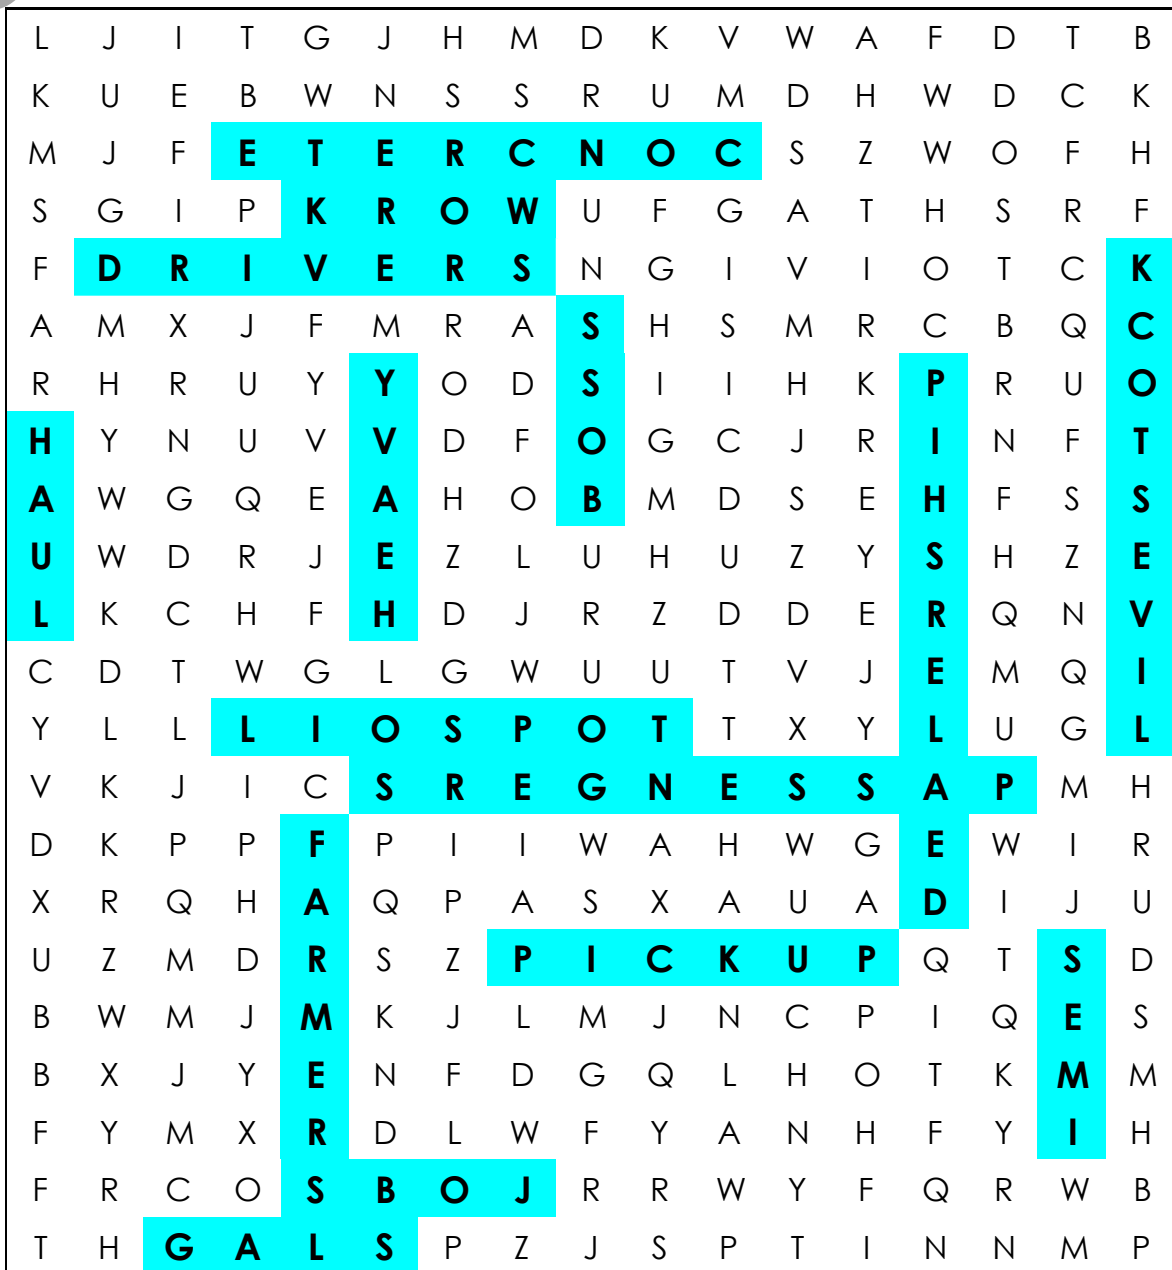 L J I T G J H M D K V W A F D T B
K U E B W N S S R U M D H W D C K
M J F E T E R C N O C S Z W O F H
S G I P K R O W U F G A T H S R F
F D R I V E R S N G I V I O T C K
A M X J F M R A S H S M R C B Q C
R H R U Y Y O D S I I H K P R U O
H Y N U V V D F O G C J R I N F T
A W G Q E A H O B M D S E H F S S
U W D R J E Z L U H U Z Y S H Z E
L K C H F H D J R Z D D E R Q N V
C D T W G L G W U U T V J E M Q I
Y L L L I O S P O T T X Y L U G L
V K J I C S R E G N E S S A P M H
D K P P F P I I W A H W G E W I R
X R Q H A Q P A S X A U A D I J U
U Z M D R S Z P I C K U P Q T S D
B W M J M K J L M J N C P I Q E S
B X J Y E N F D G Q L H O T K M M
F Y M X R D L W F Y A N H F Y I H
F R C O S B O J R R W Y F Q R W B
T H G A L S P Z J S P T I N N M P